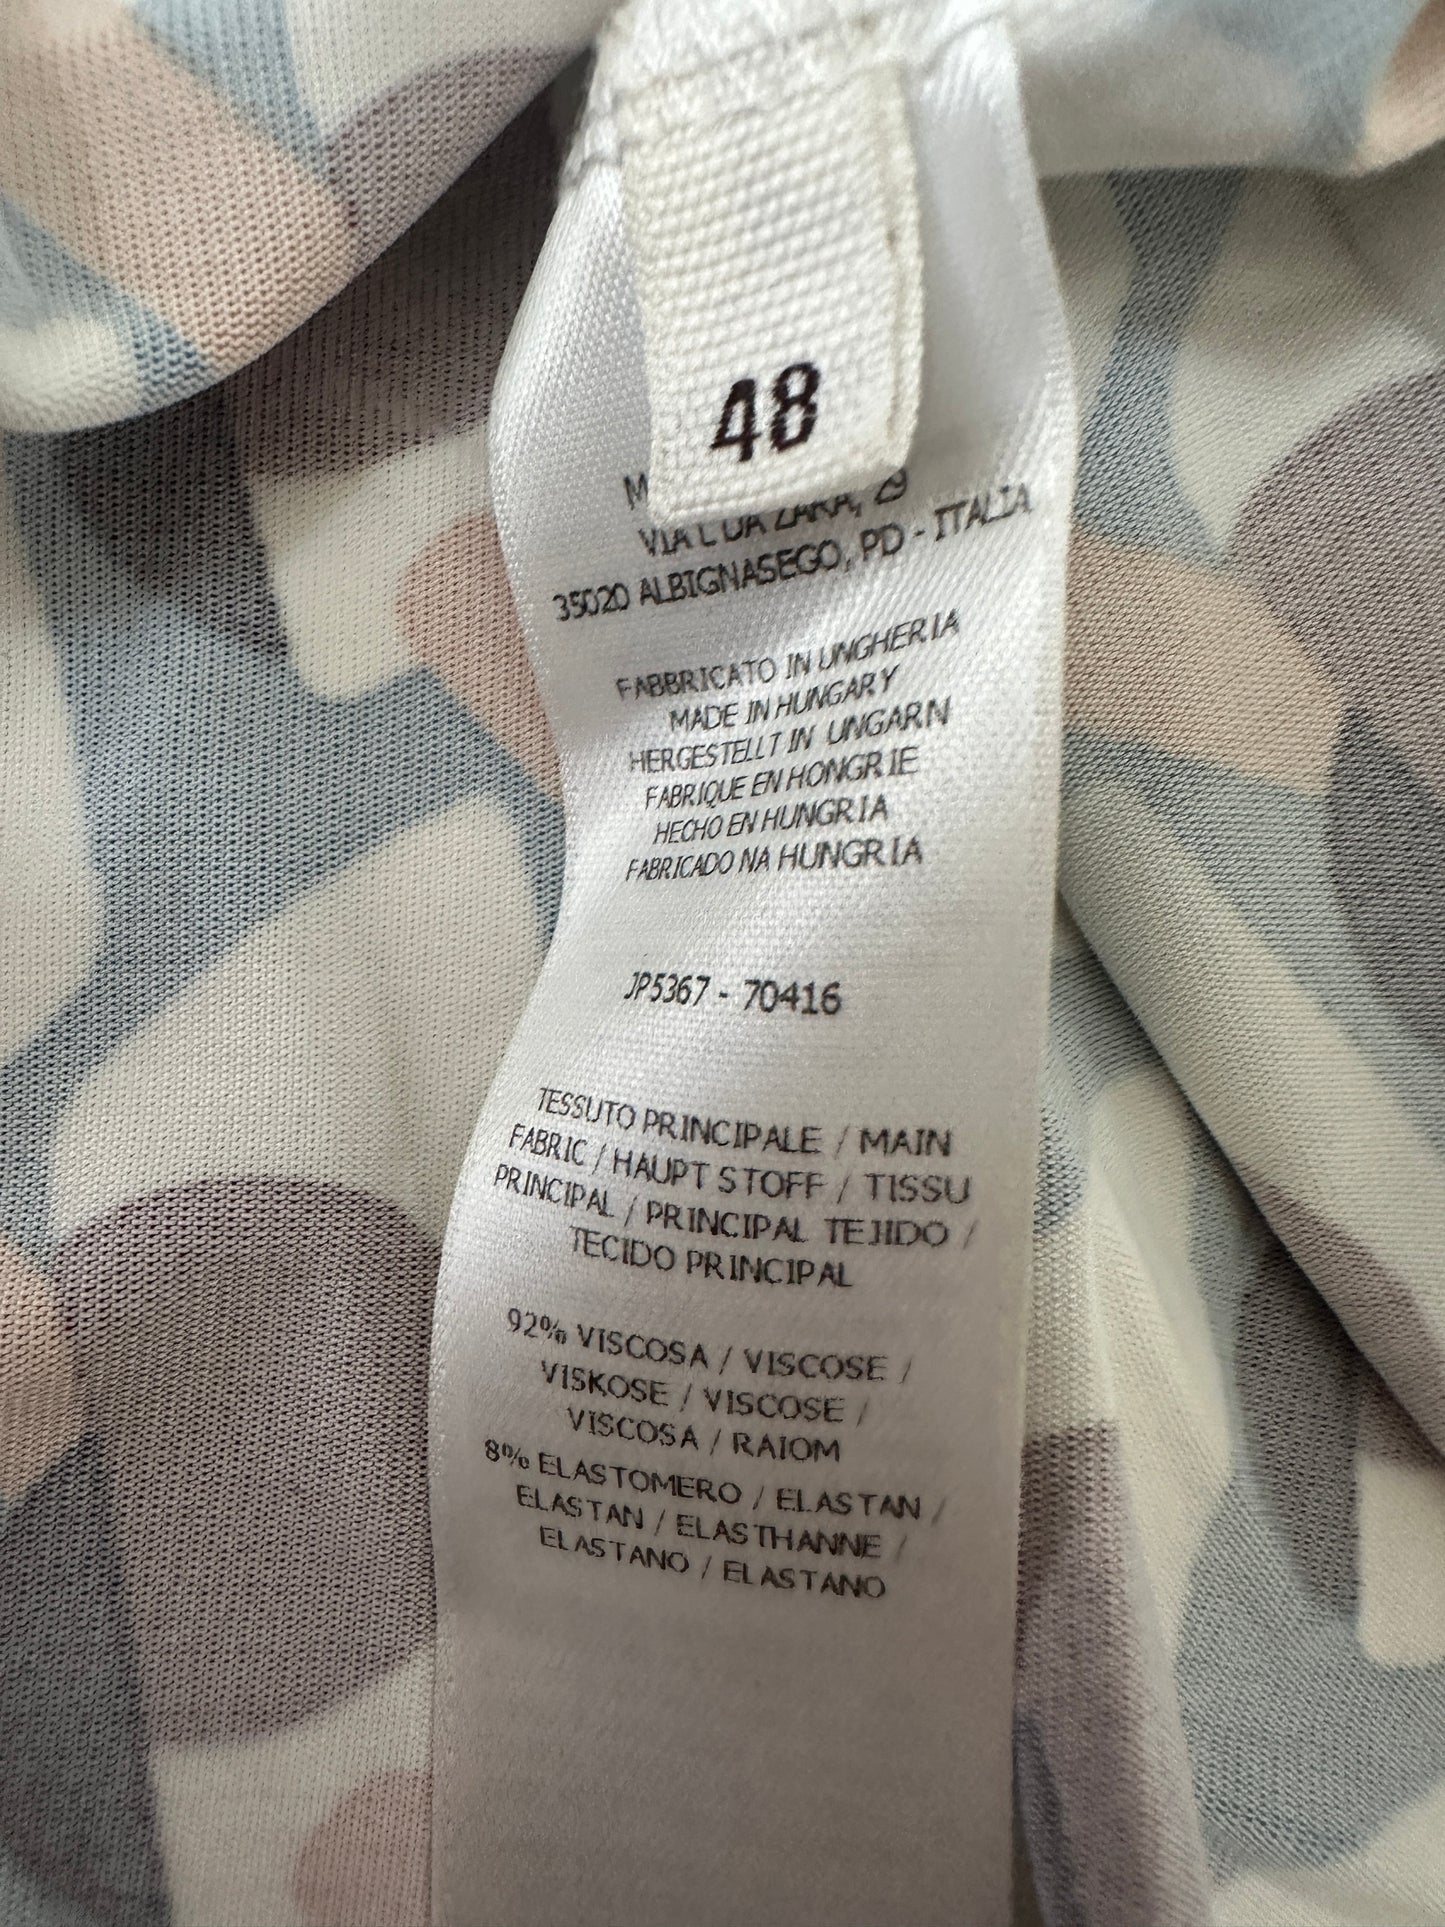 48
VIA L DA ZARA, 29
35020 ALBIGNASEGO, PD - ITALIA
FABBRICATO IN UNGHERIA
MADE IN HUNGARY
HERGESTELLT IN UNGARN
FABRIQUE EN HONGRIE
HECHO EN HUNGRIA
FABRICADO NA HUNGRIA
JP5367 - 70416
TESSUTO PRINCIPALE / MAIN
FABRIC / HAUPT STOFF / TISSU
PRINCIPAL / PRINCIPAL TEJIDO /
TECIDO PRINCIPAL
92% VISCOSA / VISCOSE /
VISKOSE / VISCOSE /
VISCOSA / RAIOM
8% ELASTOMERO / ELASTAN /
ELASTAN / ELASTHANNE /
ELASTANO / ELASTANO